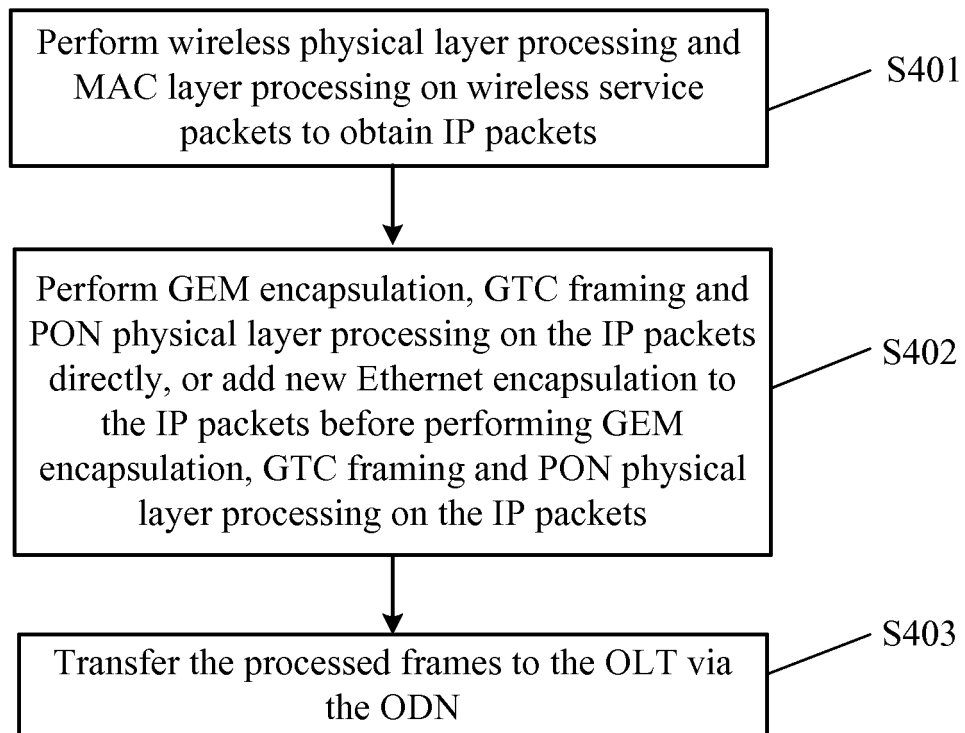 Perform wireless physical layer processing and
MAC layer processing on wireless service
packets to obtain IP packets
S401
Perform GEM encapsulation, GTC framing and
PON physical layer processing on the IP packets
directly, or add new Ethernet encapsulation to
the IP packets before performing GEM
encapsulation, GTC framing and PON physical
layer processing on the IP packets
S402
Transfer the processed frames to the OLT via
the ODN
S403